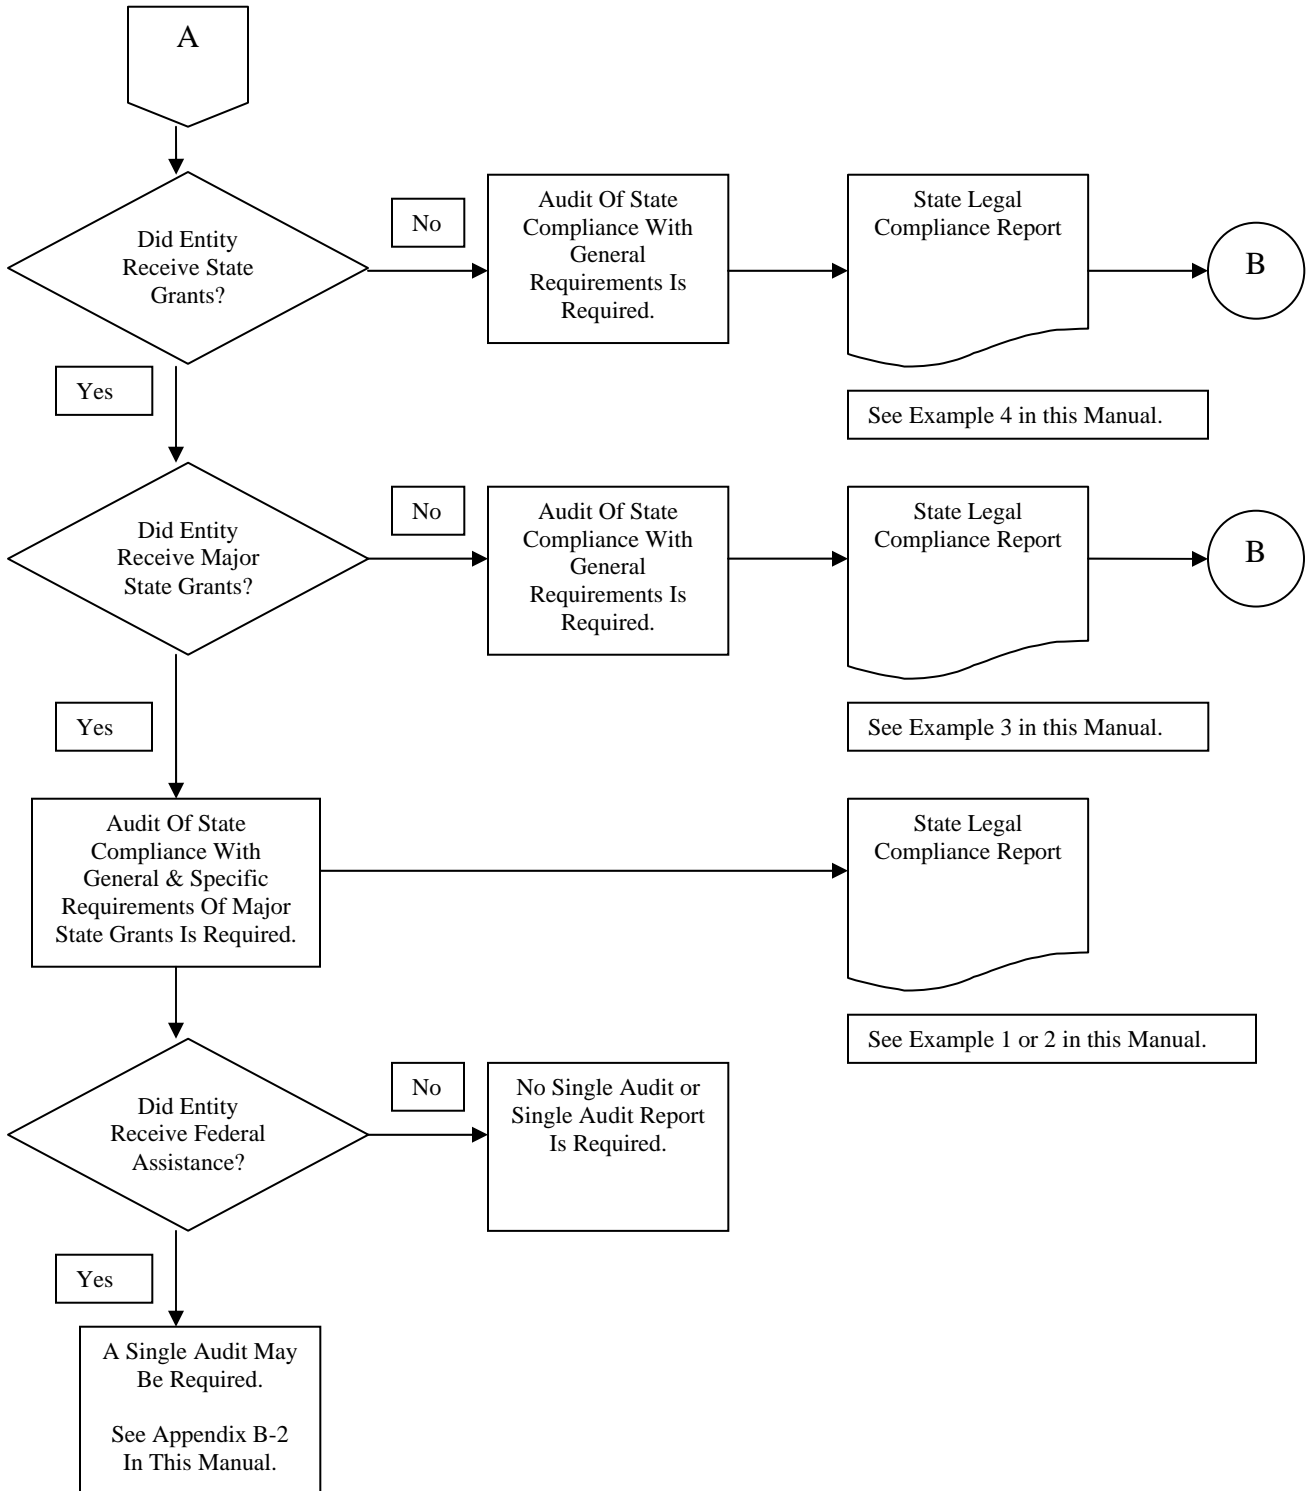 A
Did Entity
Receive State
Grants?
No
Audit Of State
Compliance With
General
Requirements Is
Required.
State Legal
Compliance Report
B
Yes
See Example 4 in this Manual.
Did Entity
Receive Major
State Grants?
No
Audit Of State
Compliance With
General
Requirements Is
Required.
State Legal
Compliance Report
B
Yes
See Example 3 in this Manual.
Audit Of State
Compliance With
General & Specific
Requirements Of Major
State Grants Is Required.
State Legal
Compliance Report
See Example 1 or 2 in this Manual.
Did Entity
Receive Federal
Assistance?
No
No Single Audit or
Single Audit Report
Is Required.
Yes
A Single Audit May
Be Required.
See Appendix B-2
In This Manual.